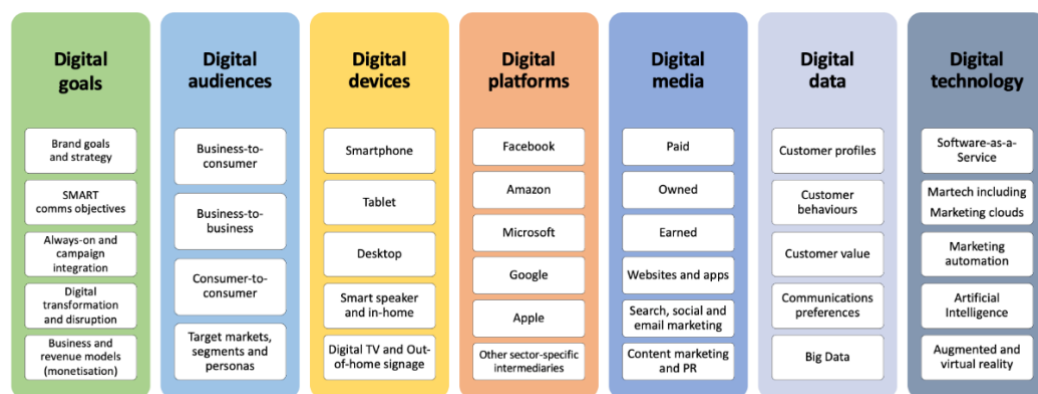 Digital
goals
Brand goals
and strategy
SMART
comms objectives
Always-on and
campaign
integration
Digital
transformation
and disruption
Business and
revenue models
(monetisation)
Digital
audiences
Business-to-
consumer
Business-to-
business
Consumer-to-
consumer
Target markets,
segments and
personas
Digital
devices
Smartphone
Tablet
Desktop
Smart speaker
and in-home
Digital TV and Out-
of-home signage
Digital
platforms
Facebook
Amazon
Microsoft
Google
Apple
Other sector-specific
intermediaries
Digital
media
Paid
Owned
Earned
Websites and apps
Search, social and
email marketing
Content marketing
and PR
Digital
data
Customer profiles
Customer
behaviours
Customer value
Communications
preferences
Big Data
Digital
technology
Software-as-a-
Service
Martech including
Marketing clouds
Marketing
automation
Artificial
Intelligence
Augmented and
virtual reality